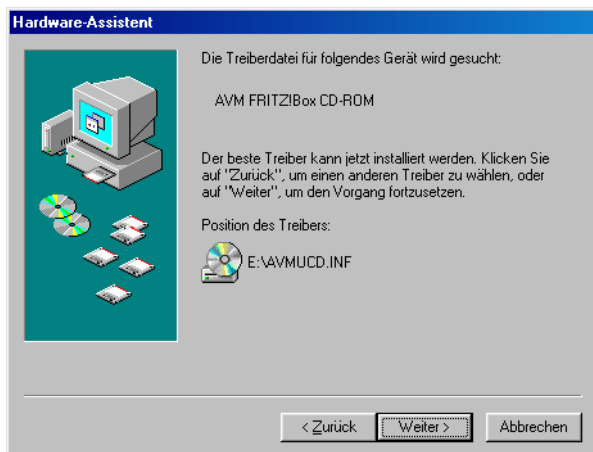 Hardware-Assistent
Die Treiberdatei für folgendes Gerät wird gesucht:
AVM FRITZ!Box CD-ROM
Der beste Treiber kann jetzt installiert werden. Klicken Sie
auf "Zurück", um einen anderen Treiber zu wählen, oder
auf "Weiter", um den Vorgang fortzusetzen.
Position des Treibers:
E:\AVMUCD.INF
< Zurück Weiter > Abbrechen